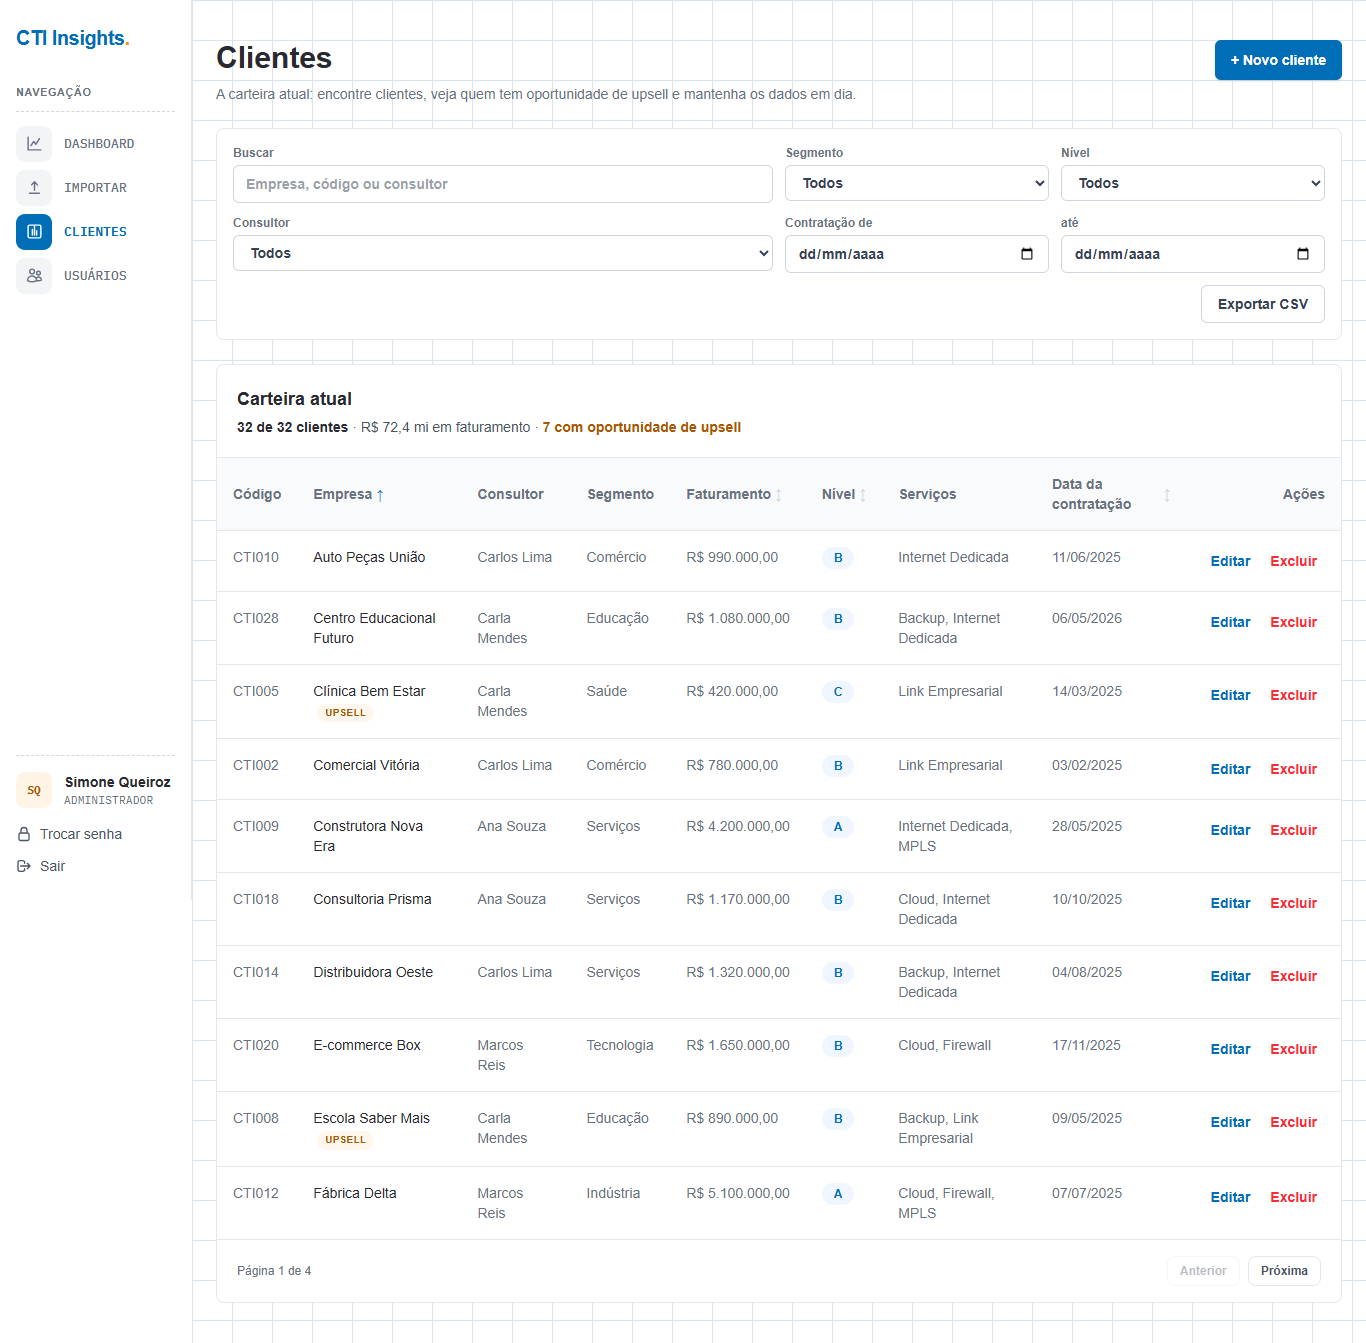 CTI Insights.
NAVEGAÇÃO
DASHBOARD
IMPORTAR
CLIENTES
USUÁRIOS
SQ
Simone Queiroz
ADMINISTRADOR
Trocar senha
Sair
Clientes
+ Novo cliente
A carteira atual: encontre clientes, veja quem tem oportunidade de upsell e mantenha os dados em dia.
Buscar Segmento Nível
Empresa, código ou consultor Todos Todos
Consultor Contratação de até
Todos dd/mm/aaaa dd/mm/aaaa
Exportar CSV
Carteira atual
32 de 32 clientes · R$ 72,4 mi em faturamento · 7 com oportunidade de upsell
Código Empresa ↑ Consultor Segmento Faturamento ↕ Nível ↕ Serviços Data da contratação ↕ Ações
CTI010 Auto Peças União Carlos Lima Comércio R$ 990.000,00 B Internet Dedicada 11/06/2025 Editar Excluir
CTI028 Centro Educacional Futuro Carla Mendes Educação R$ 1.080.000,00 B Backup, Internet Dedicada 06/05/2026 Editar Excluir
CTI005 Clínica Bem Estar UPSELL Carla Mendes Saúde R$ 420.000,00 C Link Empresarial 14/03/2025 Editar Excluir
CTI002 Comercial Vitória Carlos Lima Comércio R$ 780.000,00 B Link Empresarial 03/02/2025 Editar Excluir
CTI009 Construtora Nova Era Ana Souza Serviços R$ 4.200.000,00 A Internet Dedicada, MPLS 28/05/2025 Editar Excluir
CTI018 Consultoria Prisma Ana Souza Serviços R$ 1.170.000,00 B Cloud, Internet Dedicada 10/10/2025 Editar Excluir
CTI014 Distribuidora Oeste Carlos Lima Serviços R$ 1.320.000,00 B Backup, Internet Dedicada 04/08/2025 Editar Excluir
CTI020 E-commerce Box Marcos Reis Tecnologia R$ 1.650.000,00 B Cloud, Firewall 17/11/2025 Editar Excluir
CTI008 Escola Saber Mais UPSELL Carla Mendes Educação R$ 890.000,00 B Backup, Link Empresarial 09/05/2025 Editar Excluir
CTI012 Fábrica Delta Marcos Reis Indústria R$ 5.100.000,00 A Cloud, Firewall, MPLS 07/07/2025 Editar Excluir
Página 1 de 4 Anterior Próxima